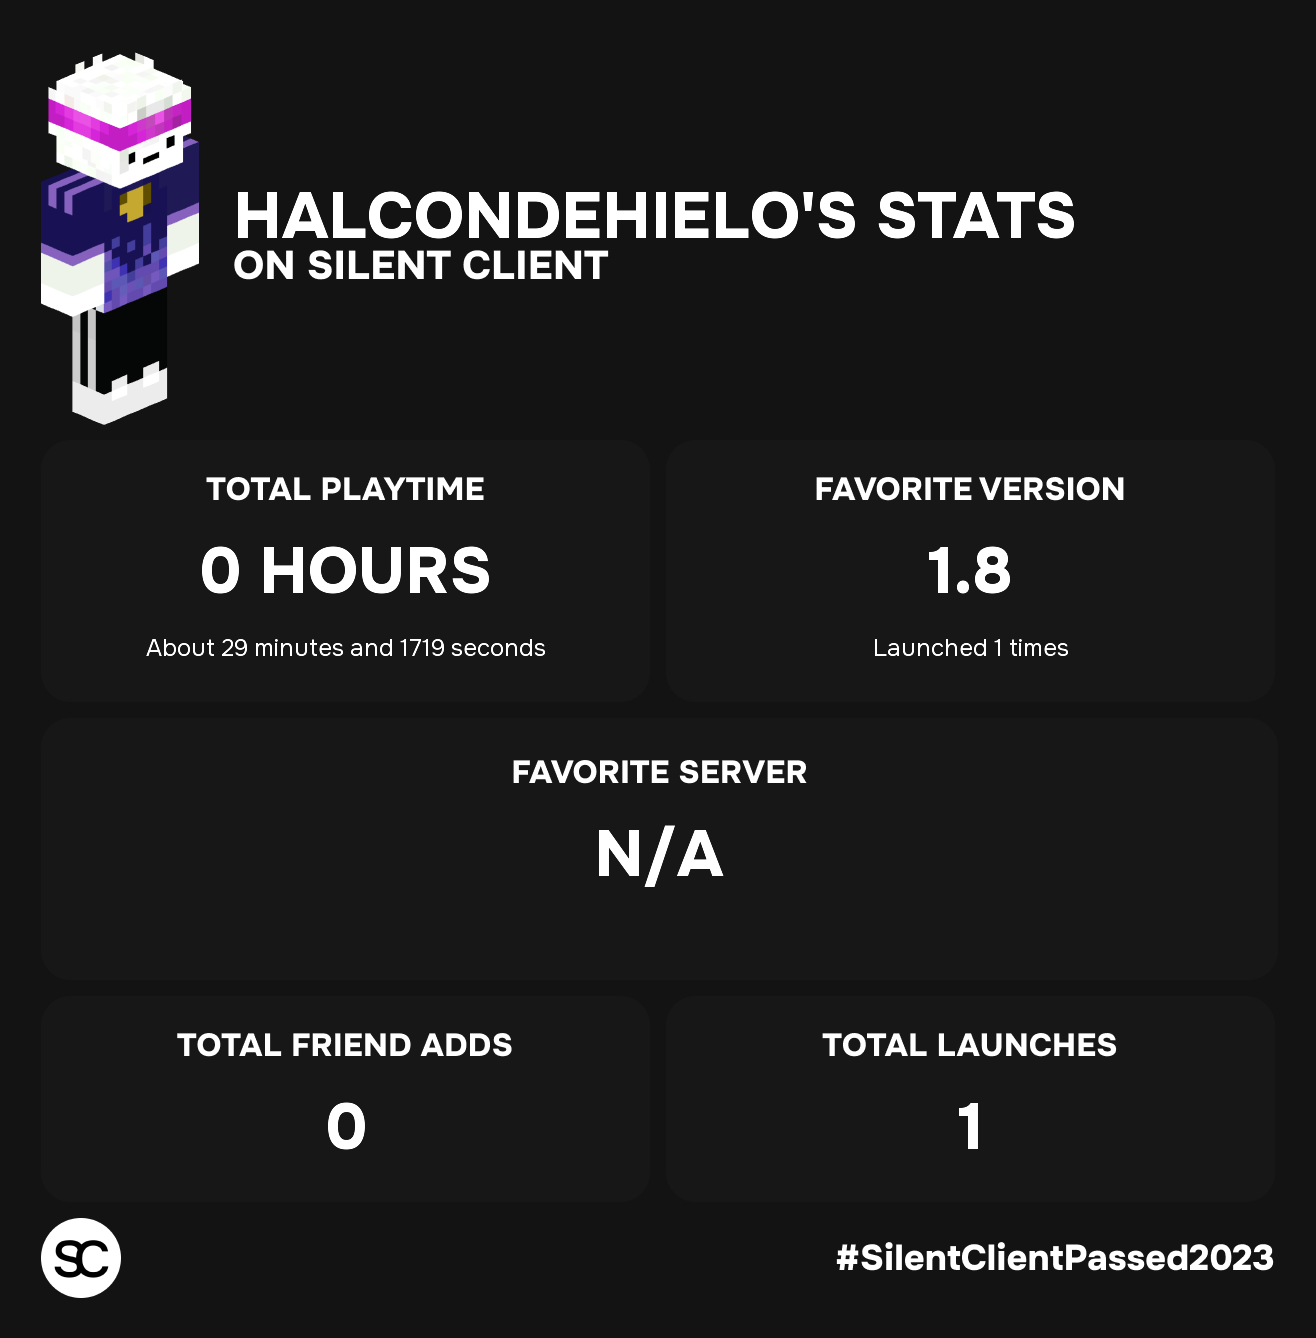 HALCONDEHIELO'S STATS
ON SILENT CLIENT
TOTAL PLAYTIME
0 HOURS
About 29 minutes and 1719 seconds
FAVORITE VERSION
1.8
Launched 1 times
FAVORITE SERVER
N/A
TOTAL FRIEND ADDS
0
TOTAL LAUNCHES
1
SC
#SilentClientPassed2023